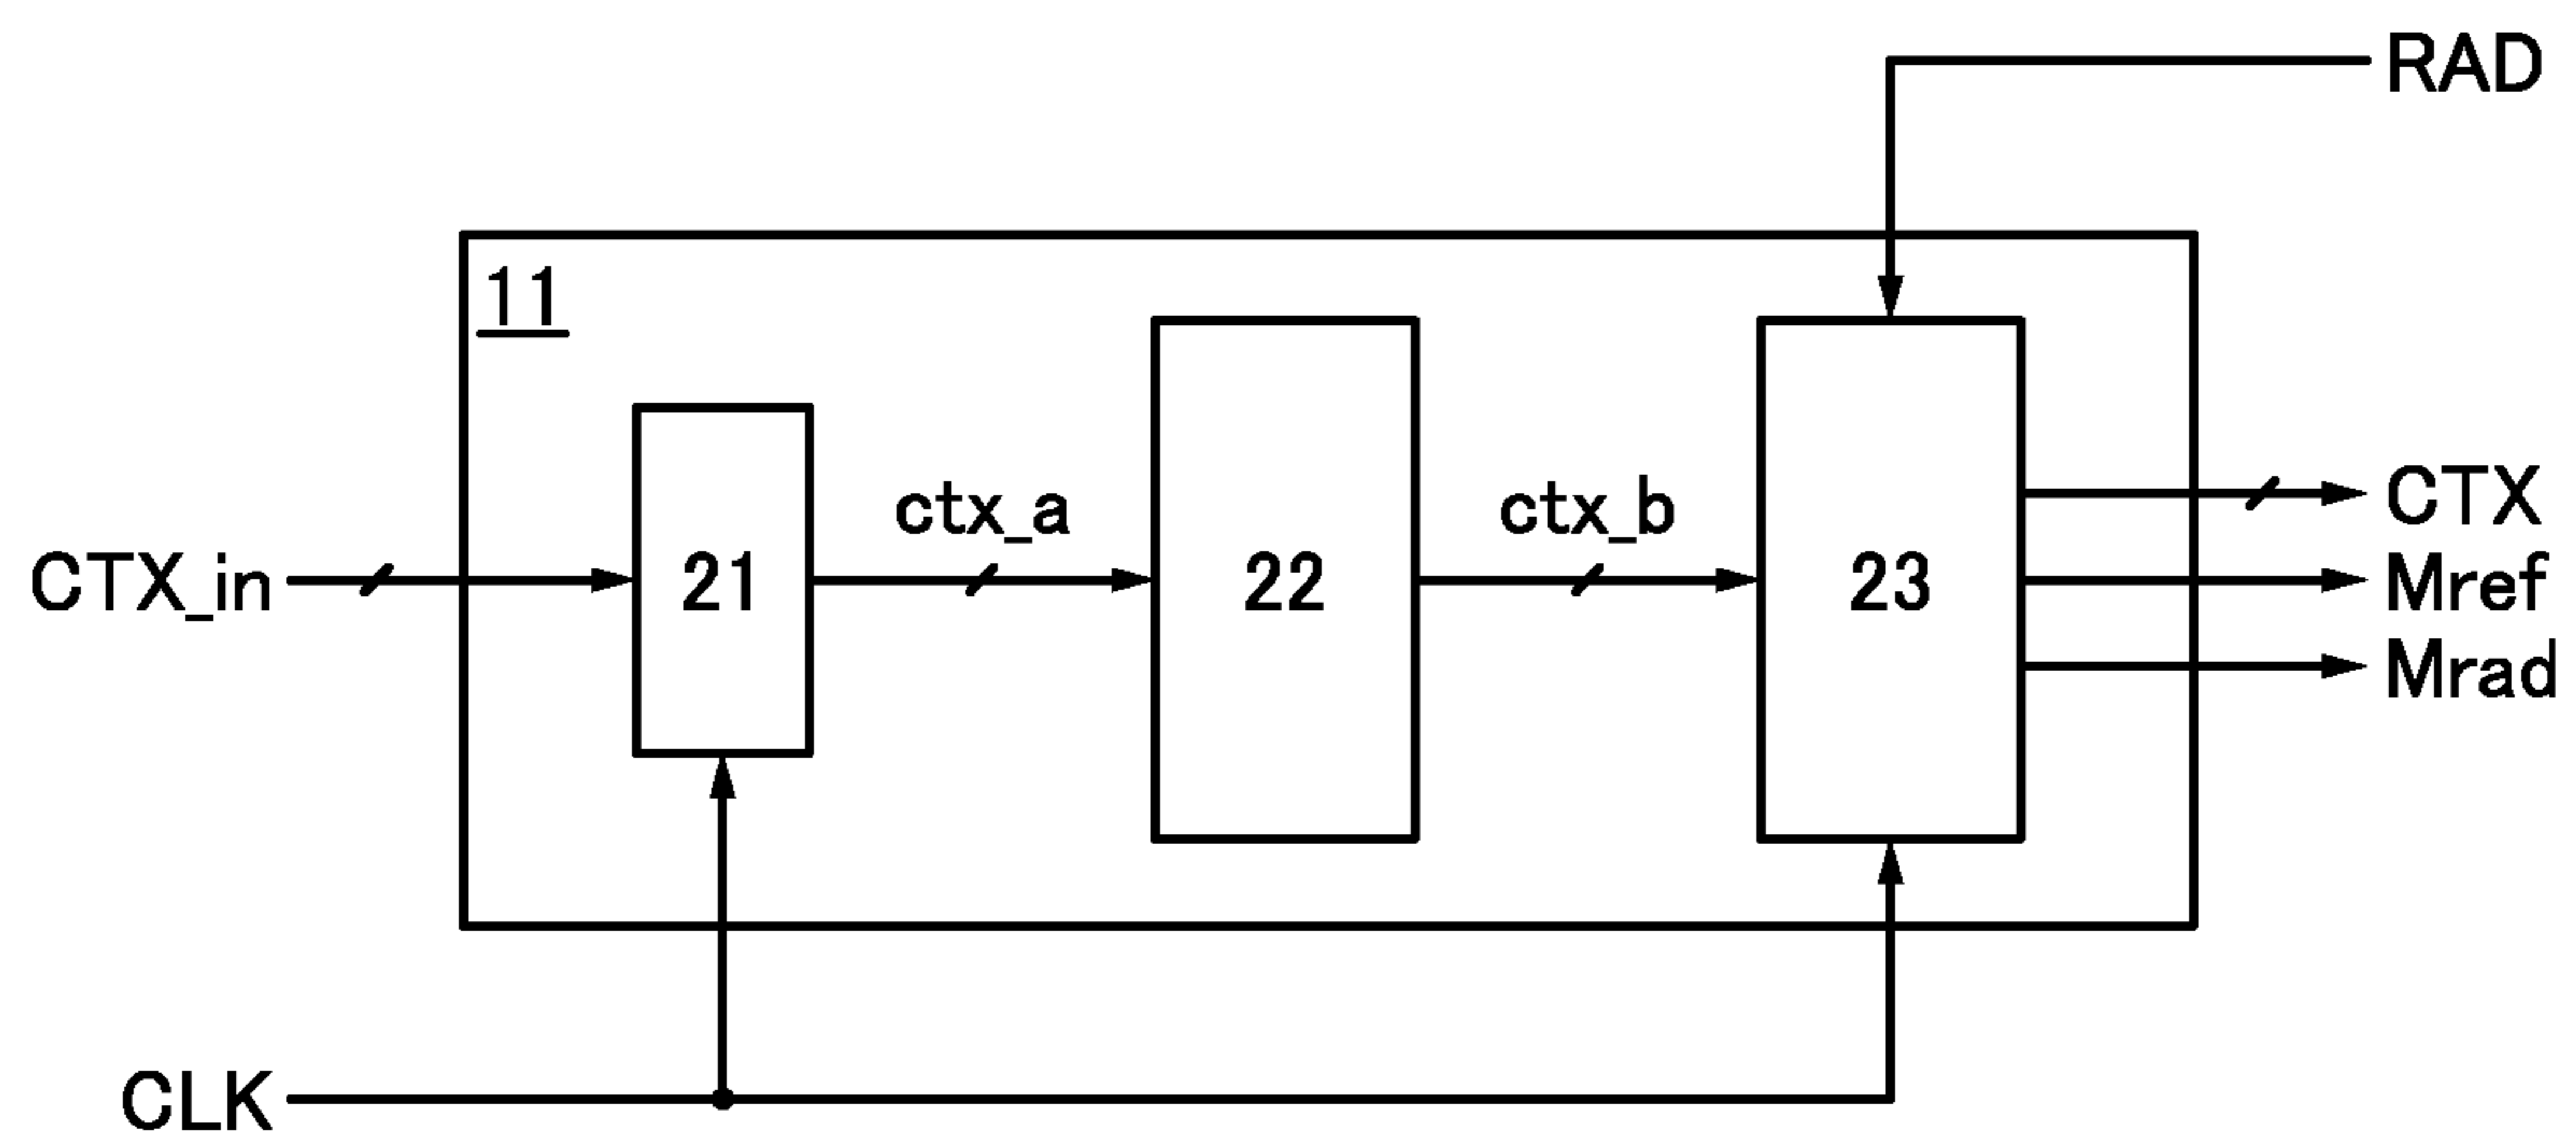 RAD
11
ctx_a
ctx_b
CTX
CTX_in
21
22
23
Mref
Mrad
CLK